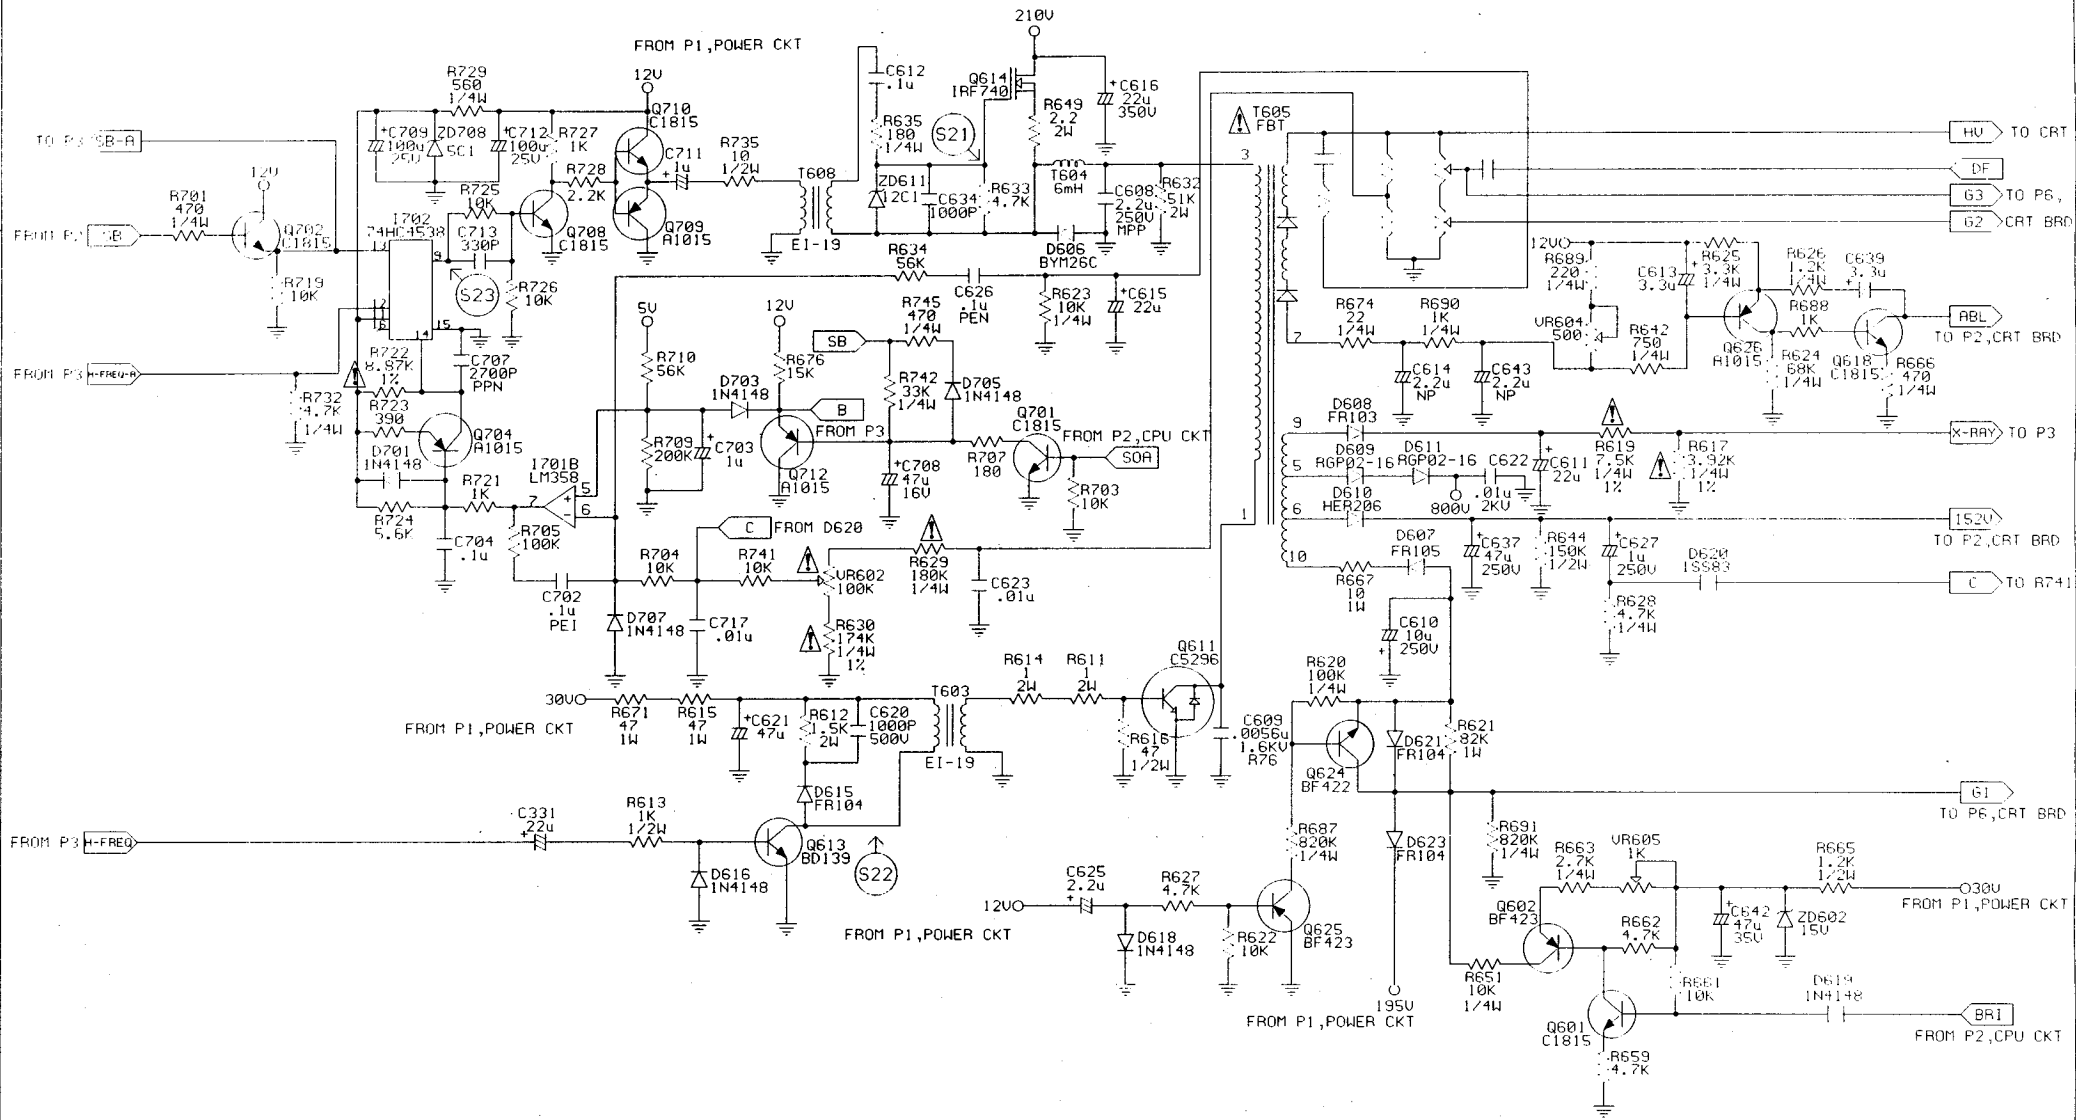 210V
FROM P1,POWER CKT
12V
R729
560
1/4W
Q710
C1815
C612
.1u
Q614
IRF740
+C616
22u
350V
R649
2.2
2W
T605
FBT
TO P3 SB-A
+C709
100u
25V
ZD708
5C1
+C712
100u
25V
R727
1K
R728
2.2K
C711
1u
R735
10
1/2W
R635
180
1/4W
S21
T608
T604
6mH
HV TO CRT
DF
G3 TO P6,
G2 CRT BRD
12V
R701
470
1/4W
R725
10K
ZD611
12C1
C634
1000P
R633
4.7K
C608
2.2u
250V
MPP
R632
51K
2W
3
FROM P2 SB
Q702
C1815
I702
74HC4538
13
C713
330P
9
Q708
C1815
Q709
A1015
EI-19
R634
56K
D606
BYM26C
12V
R689
220
1/4W
C613
3.3u
R625
3.3K
1/4W
R626
1.2K
1/4W
C639
3.3u
R719
10K
S23
R726
10K
15
14
C626
.1u
PEN
R623
10K
1/4W
+C615
22u
R674
22
1/4W
R690
1K
1/4W
VR604
500
R642
750
1/4W
R688
1K
ABL
TO P2,CRT BRD
5V
12V
SB
R745
470
1/4W
7
FROM P3 H-FREQ-A
R722
8.87K
1%
C707
2700P
PPN
R710
56K
R676
15K
R742
33K
1/4W
D705
1N4148
C614
2.2u
NP
C643
2.2u
NP
Q626
A1015
R624
68K
1/4W
Q618
C1815
R666
470
1/4W
R732
4.7K
1/4W
R723
390
D703
1N4148
B
FROM P3
Q701
C1815
FROM P2,CPU CKT
SOA
D608
FR103
9
X-RAY TO P3
Q704
A1015
D701
1N4148
R709
200K
+
C703
1u
Q712
A1015
+C708
47u
16V
R707
180
R703
10K
D609
RGP02-16
D611
RGP02-16
C622
.01u
2KV
+C611
22u
R619
7.5K
1/4W
1%
R617
3.92K
1/4W
1%
5
800V
I701B
LM358
5
6
7
R721
1K
R724
5.6K
R705
100K
C704
.1u
C FROM D620
D610
HER206
6
152V
TO P2,CRT BRD
1
R704
10K
R741
10K
VR602
100K
R629
180K
1/4W
C623
.01u
10
D607
FR105
R667
10
1W
+
C637
47u
250V
R644
150K
1/2W
+
C627
1u
250V
D620
1SS83
C TO R741
C702
.1u
PEI
D707
1N4148
C717
.01u
R630
174K
1/4W
1%
C610
10u
250V
+
R628
4.7K
1/4W
30V
R671
47
1W
R615
47
1W
FROM P1,POWER CKT
+C621
47u
R612
1.5K
2W
C620
1000P
500V
T603
EI-19
R614
1
2W
R611
1
2W
Q611
C5296
R616
47
1/2W
C609
.0056u
1.6KV
R76
R620
100K
1/4W
Q624
BF422
D621
FR104
R621
82K
1W
D615
FR104
G1
TO P6,CRT BRD
FROM P3 H-FREQ
C331
22u
+
R613
1K
1/2W
Q613
BD139
D616
1N4148
S22
R687
820K
1/4W
D623
FR104
R691
820K
1/4W
R663
2.7K
1/4W
VR605
1K
R665
1.2K
1/2W
30V
FROM P1,POWER CKT
12V
C625
2.2u
+
R627
4.7K
FROM P1,POWER CKT
D618
1N4148
R622
10K
Q625
BF423
Q602
BF423
R662
4.7K
+C642
47u
35V
ZD602
15V
195V
FROM P1,POWER CKT
R651
10K
1/4W
R661
10K
D619
1N4148
Q601
C1815
BRI
FROM P2,CPU CKT
R659
4.7K